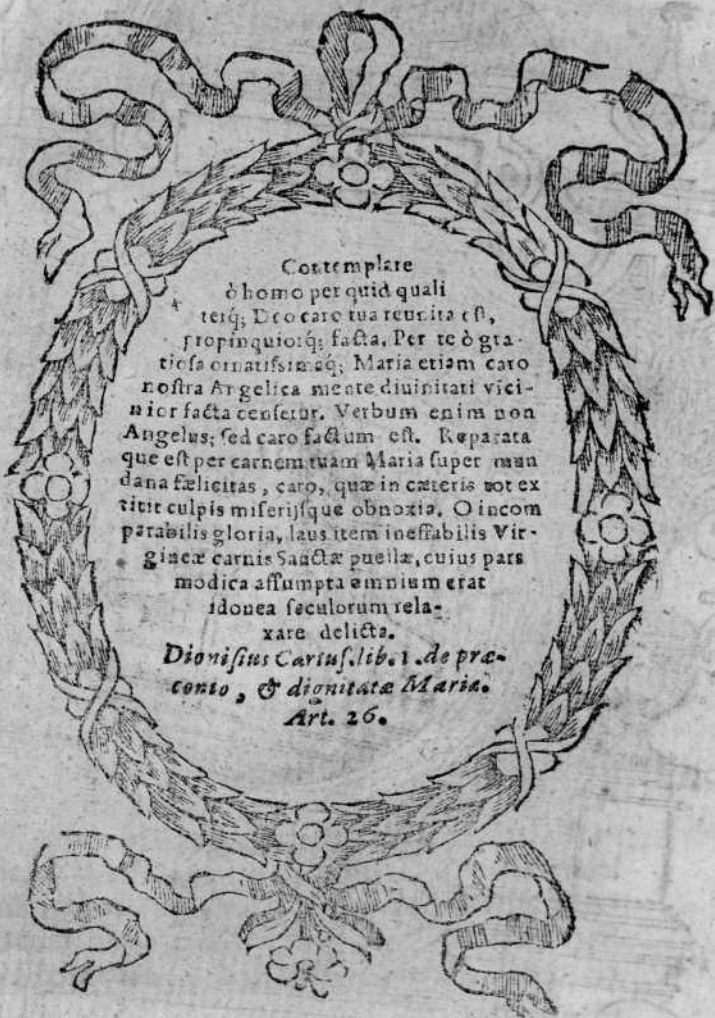 Contemplare
ò homo per quid quali
terq́; Deo caro tua reunita est,
propinquiorq́; facta. Per te ò gra-
tiosa ornatissimaq́; Maria etiam caro
nostra Angelica mente diuinitati vici-
nior facta censetur. Verbum enim non
Angelus; sed caro factum est. Reparata
que est per carnem tuam Maria super mun
dana fælicitas, caro, quæ in cæteris tot ex
titit culpis miserijsque obnoxia. O incom
parabilis gloria, laus item ineffabilis Vir-
gineæ carnis Sanctæ puellæ, cuius pars
modica assumpta omnium erat
idonea seculorum rela-
xare delicta.
Dionisius Cartus. lib. 1. de præ-
conio, & dignitatæ Mariæ.
Art. 26.